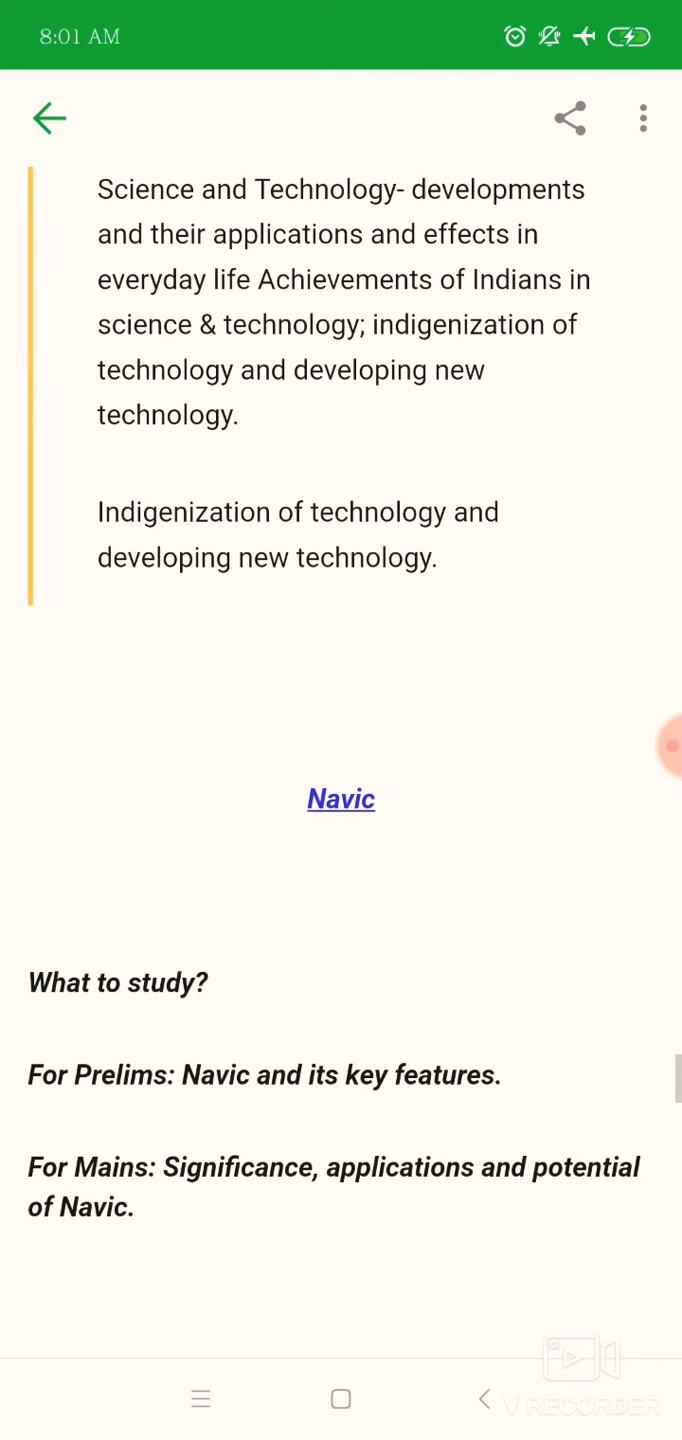 8:01 AM
Science and Technology- developments
and their applications and effects in
everyday life Achievements of Indians in
science & technology; indigenization of
technology and developing new
technology.
Indigenization of technology and
developing new technology.
Navic
What to study?
For Prelims: Navic and its key features.
For Mains: Significance, applications and potential
of Navic.
V RECORDER